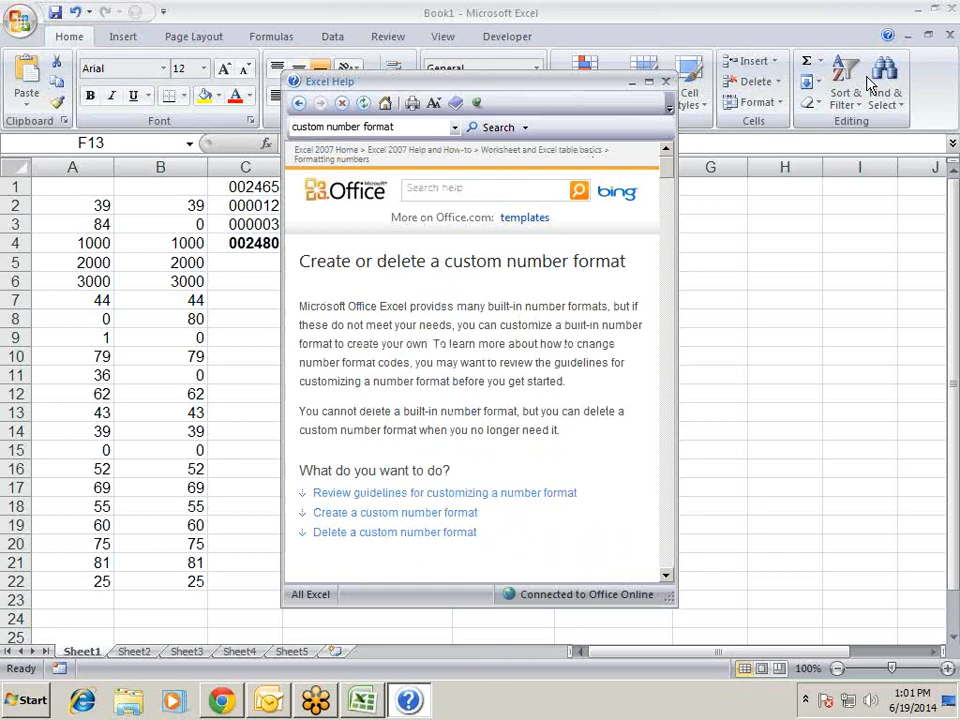 Book1 - Microsoft Excel
Home Insert Page Layout Formulas Data Review View Developer
Arial 12 General Insert Σ
Paste B I U A Cell Delete Sort & Find &
Format Filter Select
Clipboard Font Cells Editing
F13 fx
A B C G H I J
1 002465
2 39 39 000012
3 84 0 000003
4 1000 1000 002480
5 2000 2000
6 3000 3000
7 44 44
8 0 80
9 1 0
10 79 79
11 36 0
12 62 62
13 43 43
14 39 39
15 0 0
16 52 52
17 69 69
18 55 55
19 60 60
20 75 75
21 81 81
22 25 25
23
24
25
Excel Help
custom number format Search
Excel 2007 Home > Excel 2007 Help and How-to > Worksheet and Excel table basics >
Formatting numbers
Office Search help bing
More on Office.com: templates
Create or delete a custom number format
Microsoft Office Excel provides many built-in number formats, but if
these do not meet your needs, you can customize a built-in number
format to create your own. To learn more about how to change
number format codes, you may want to review the guidelines for
customizing a number format before you get started.
You cannot delete a built-in number format, but you can delete a
custom number format when you no longer need it.
What do you want to do?
Review guidelines for customizing a number format
Create a custom number format
Delete a custom number format
All Excel Connected to Office Online
Sheet1 Sheet2 Sheet3 Sheet4 Sheet5
Ready 100%
Start 1:01 PM
6/19/2014